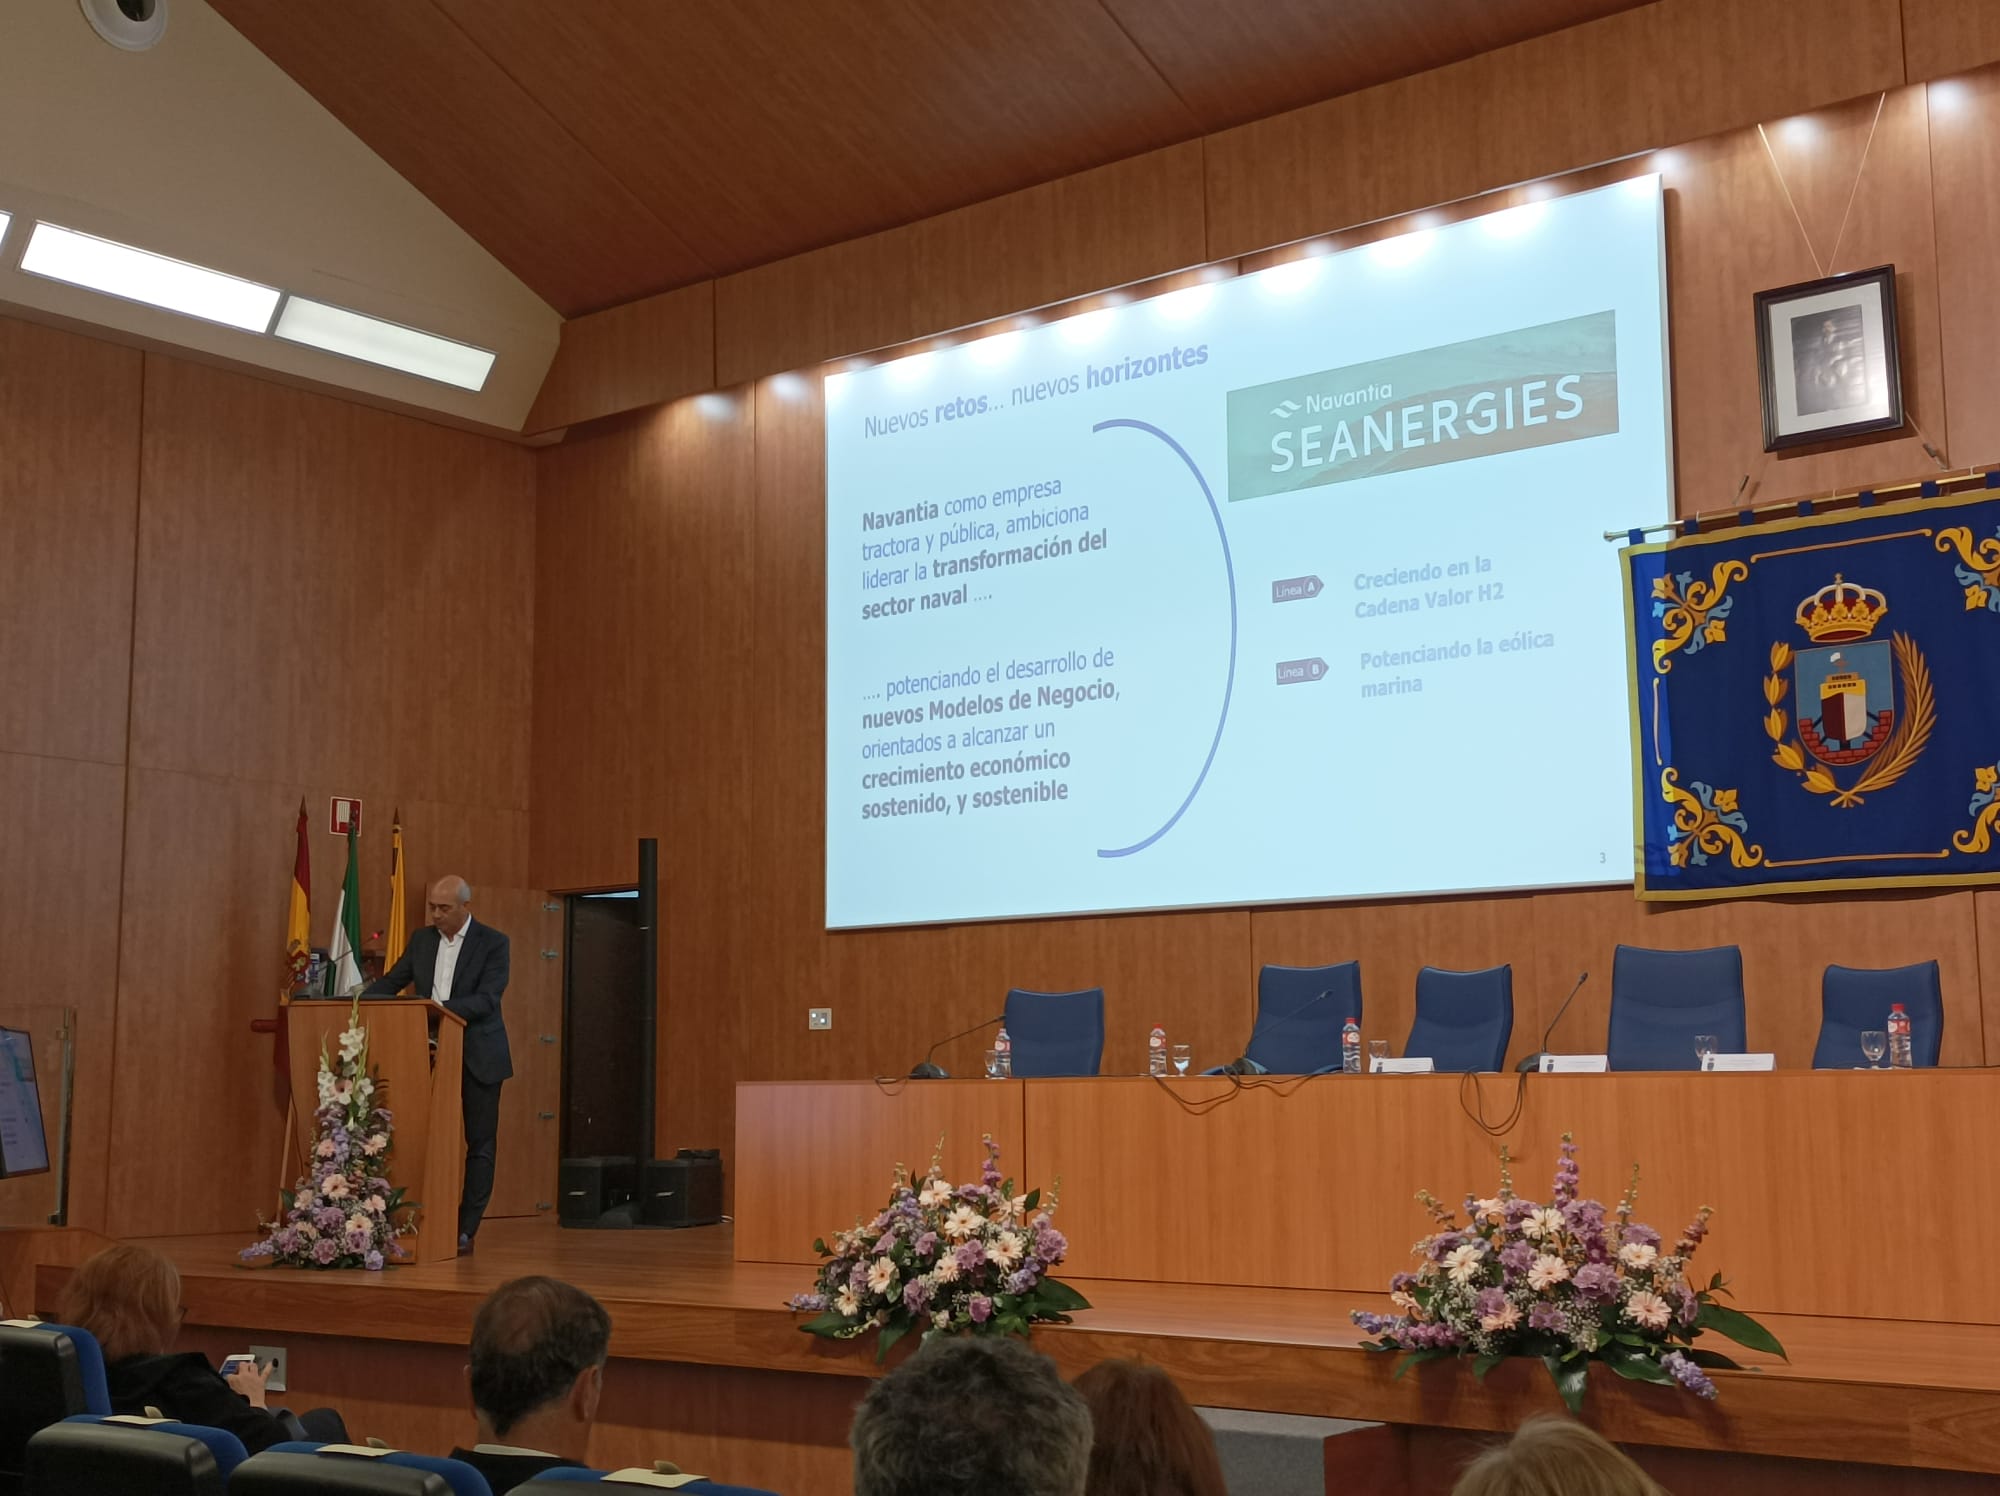 Nuevos retos... nuevos horizontes
Navantia como empresa
tractora y pública, ambiciona
liderar la transformación del
sector naval ....
.... potenciando el desarrollo de
nuevos Modelos de Negocio,
orientados a alcanzar un
crecimiento económico
sostenido, y sostenible
Navantia
SEANERGIES
Línea A
Creciendo en la
Cadena Valor H2
Línea B
Potenciando la eólica
marina
3